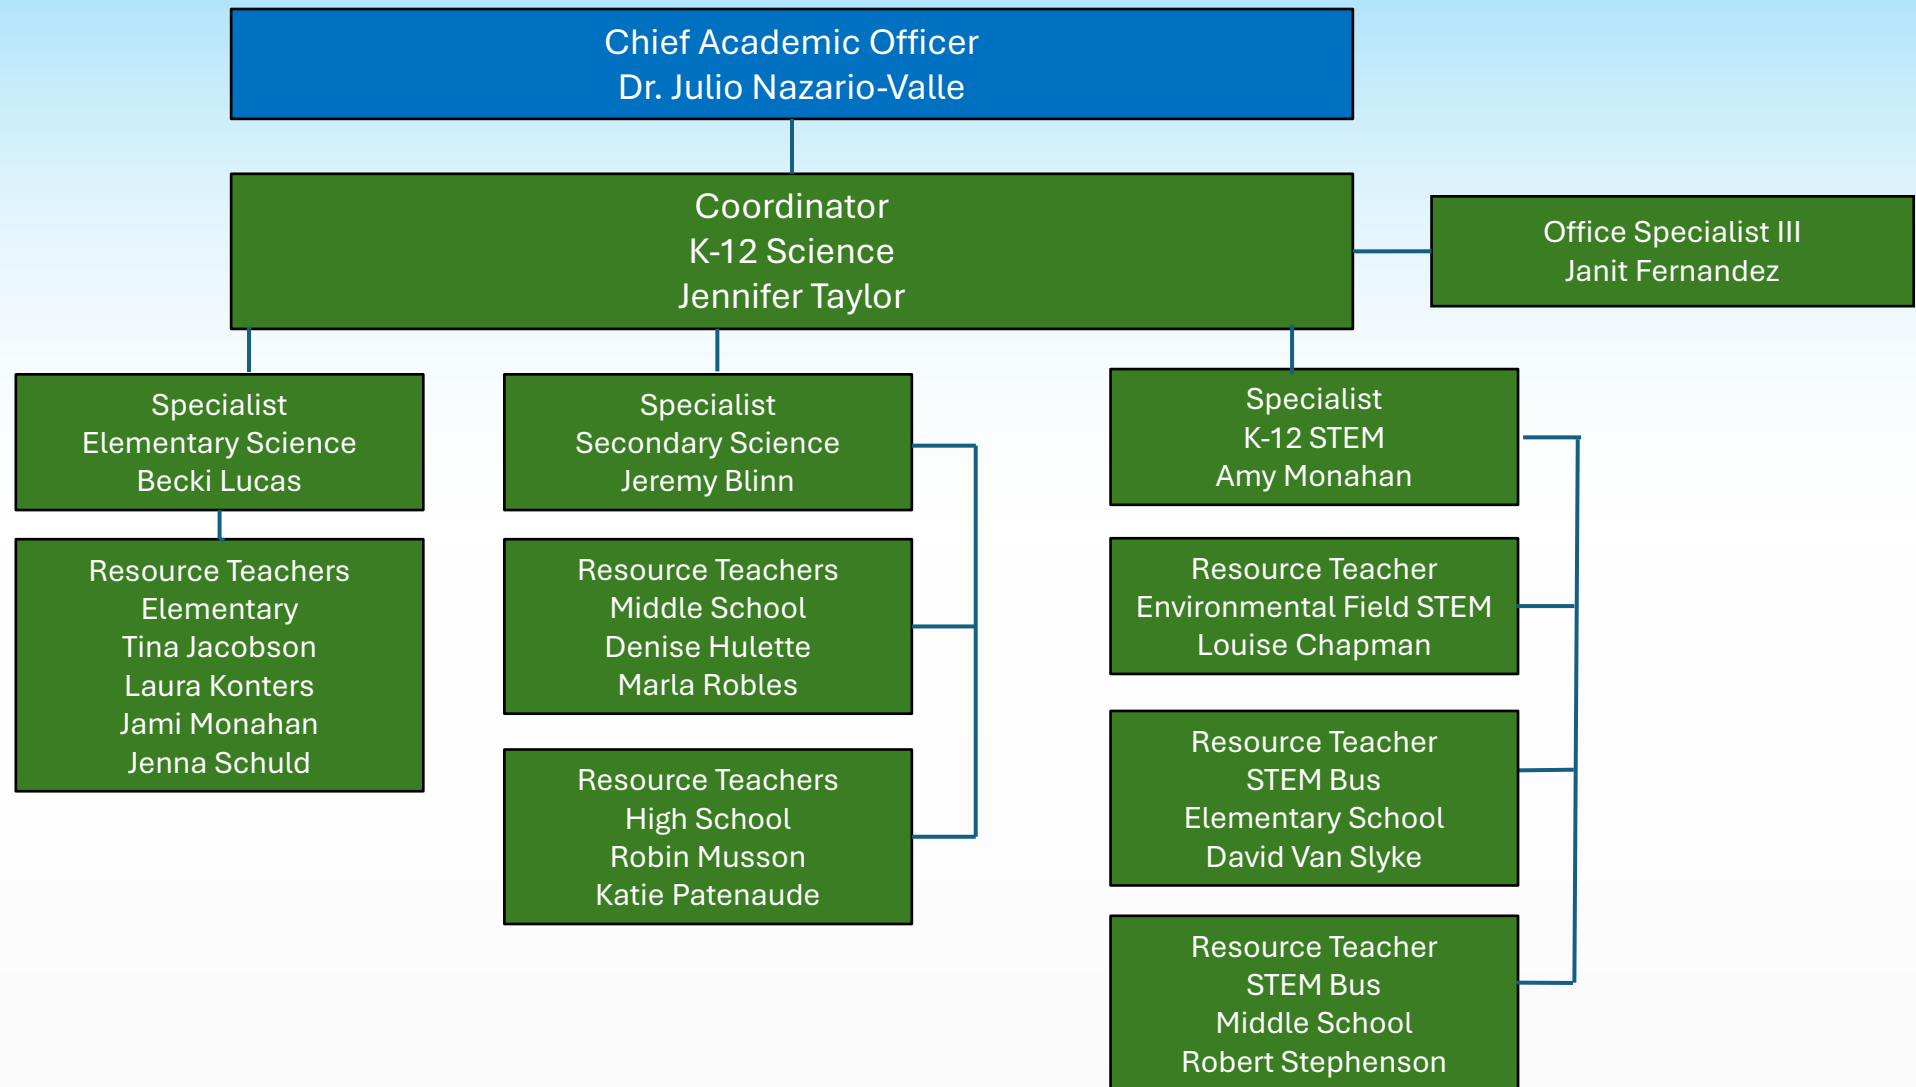 Chief Academic Officer
Dr. Julio Nazario-Valle
Coordinator
K-12 Science
Jennifer Taylor
Office Specialist III
Janit Fernandez
Specialist
Elementary Science
Becki Lucas
Resource Teachers
Elementary
Tina Jacobson
Laura Konters
Jami Monahan
Jenna Schuld
Specialist
Secondary Science
Jeremy Blinn
Resource Teachers
Middle School
Denise Hulette
Marla Robles
Resource Teachers
High School
Robin Musson
Katie Patenaude
Specialist
K-12 STEM
Amy Monahan
Resource Teacher
Environmental Field STEM
Louise Chapman
Resource Teacher
STEM Bus
Elementary School
David Van Slyke
Resource Teacher
STEM Bus
Middle School
Robert Stephenson